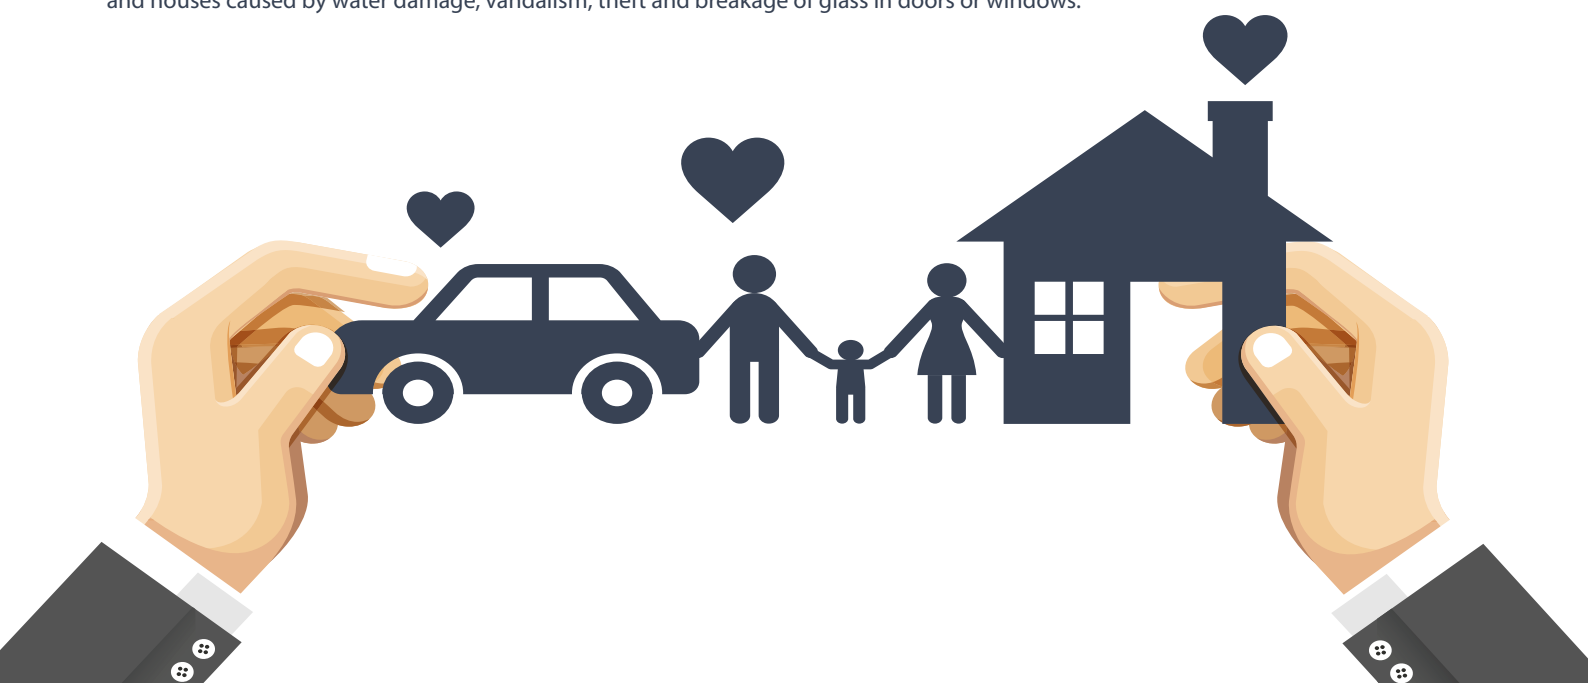 and houses caused by water damage, vandalism, theft and breakage of glass in doors or windows.